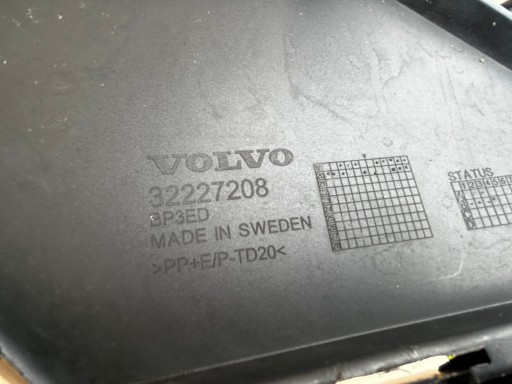 VOLVO
32227208
BP3ED
MADE IN SWEDEN
>PP+E/P-TD20<
STATUS